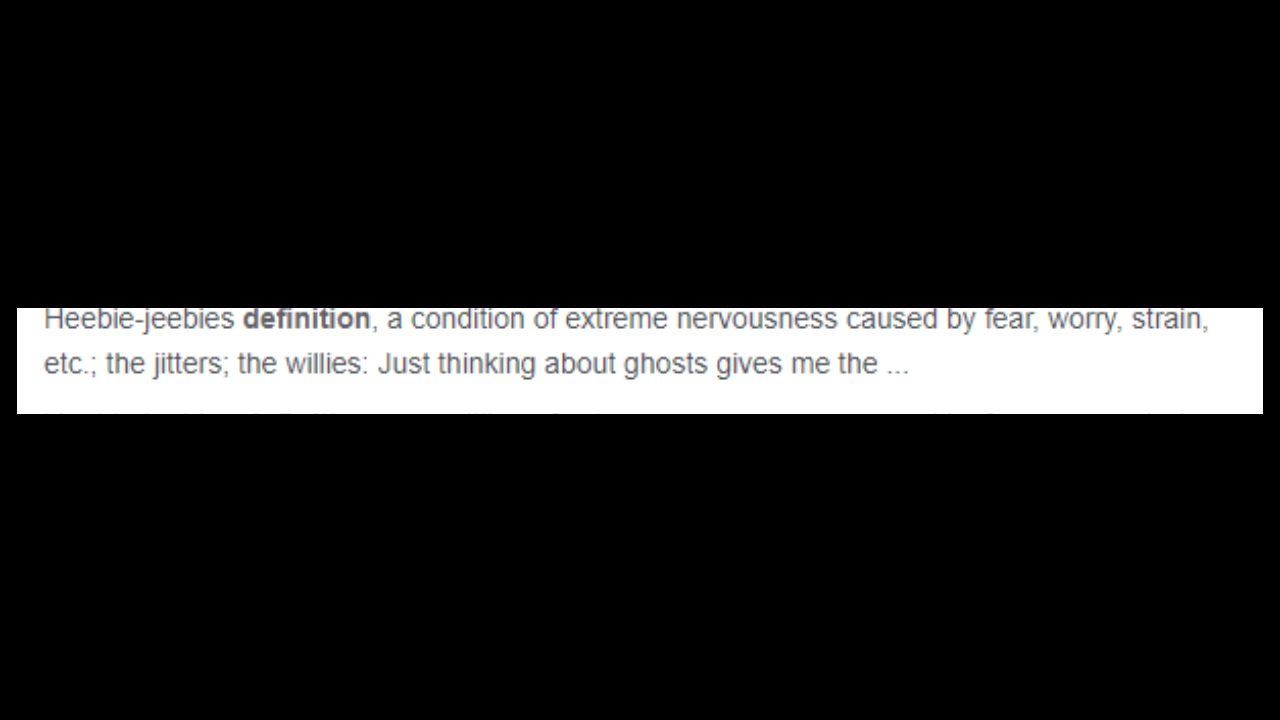 Heebie-jeebies definition, a condition of extreme nervousness caused by fear, worry, strain,
etc.; the jitters; the willies: Just thinking about ghosts gives me the ...